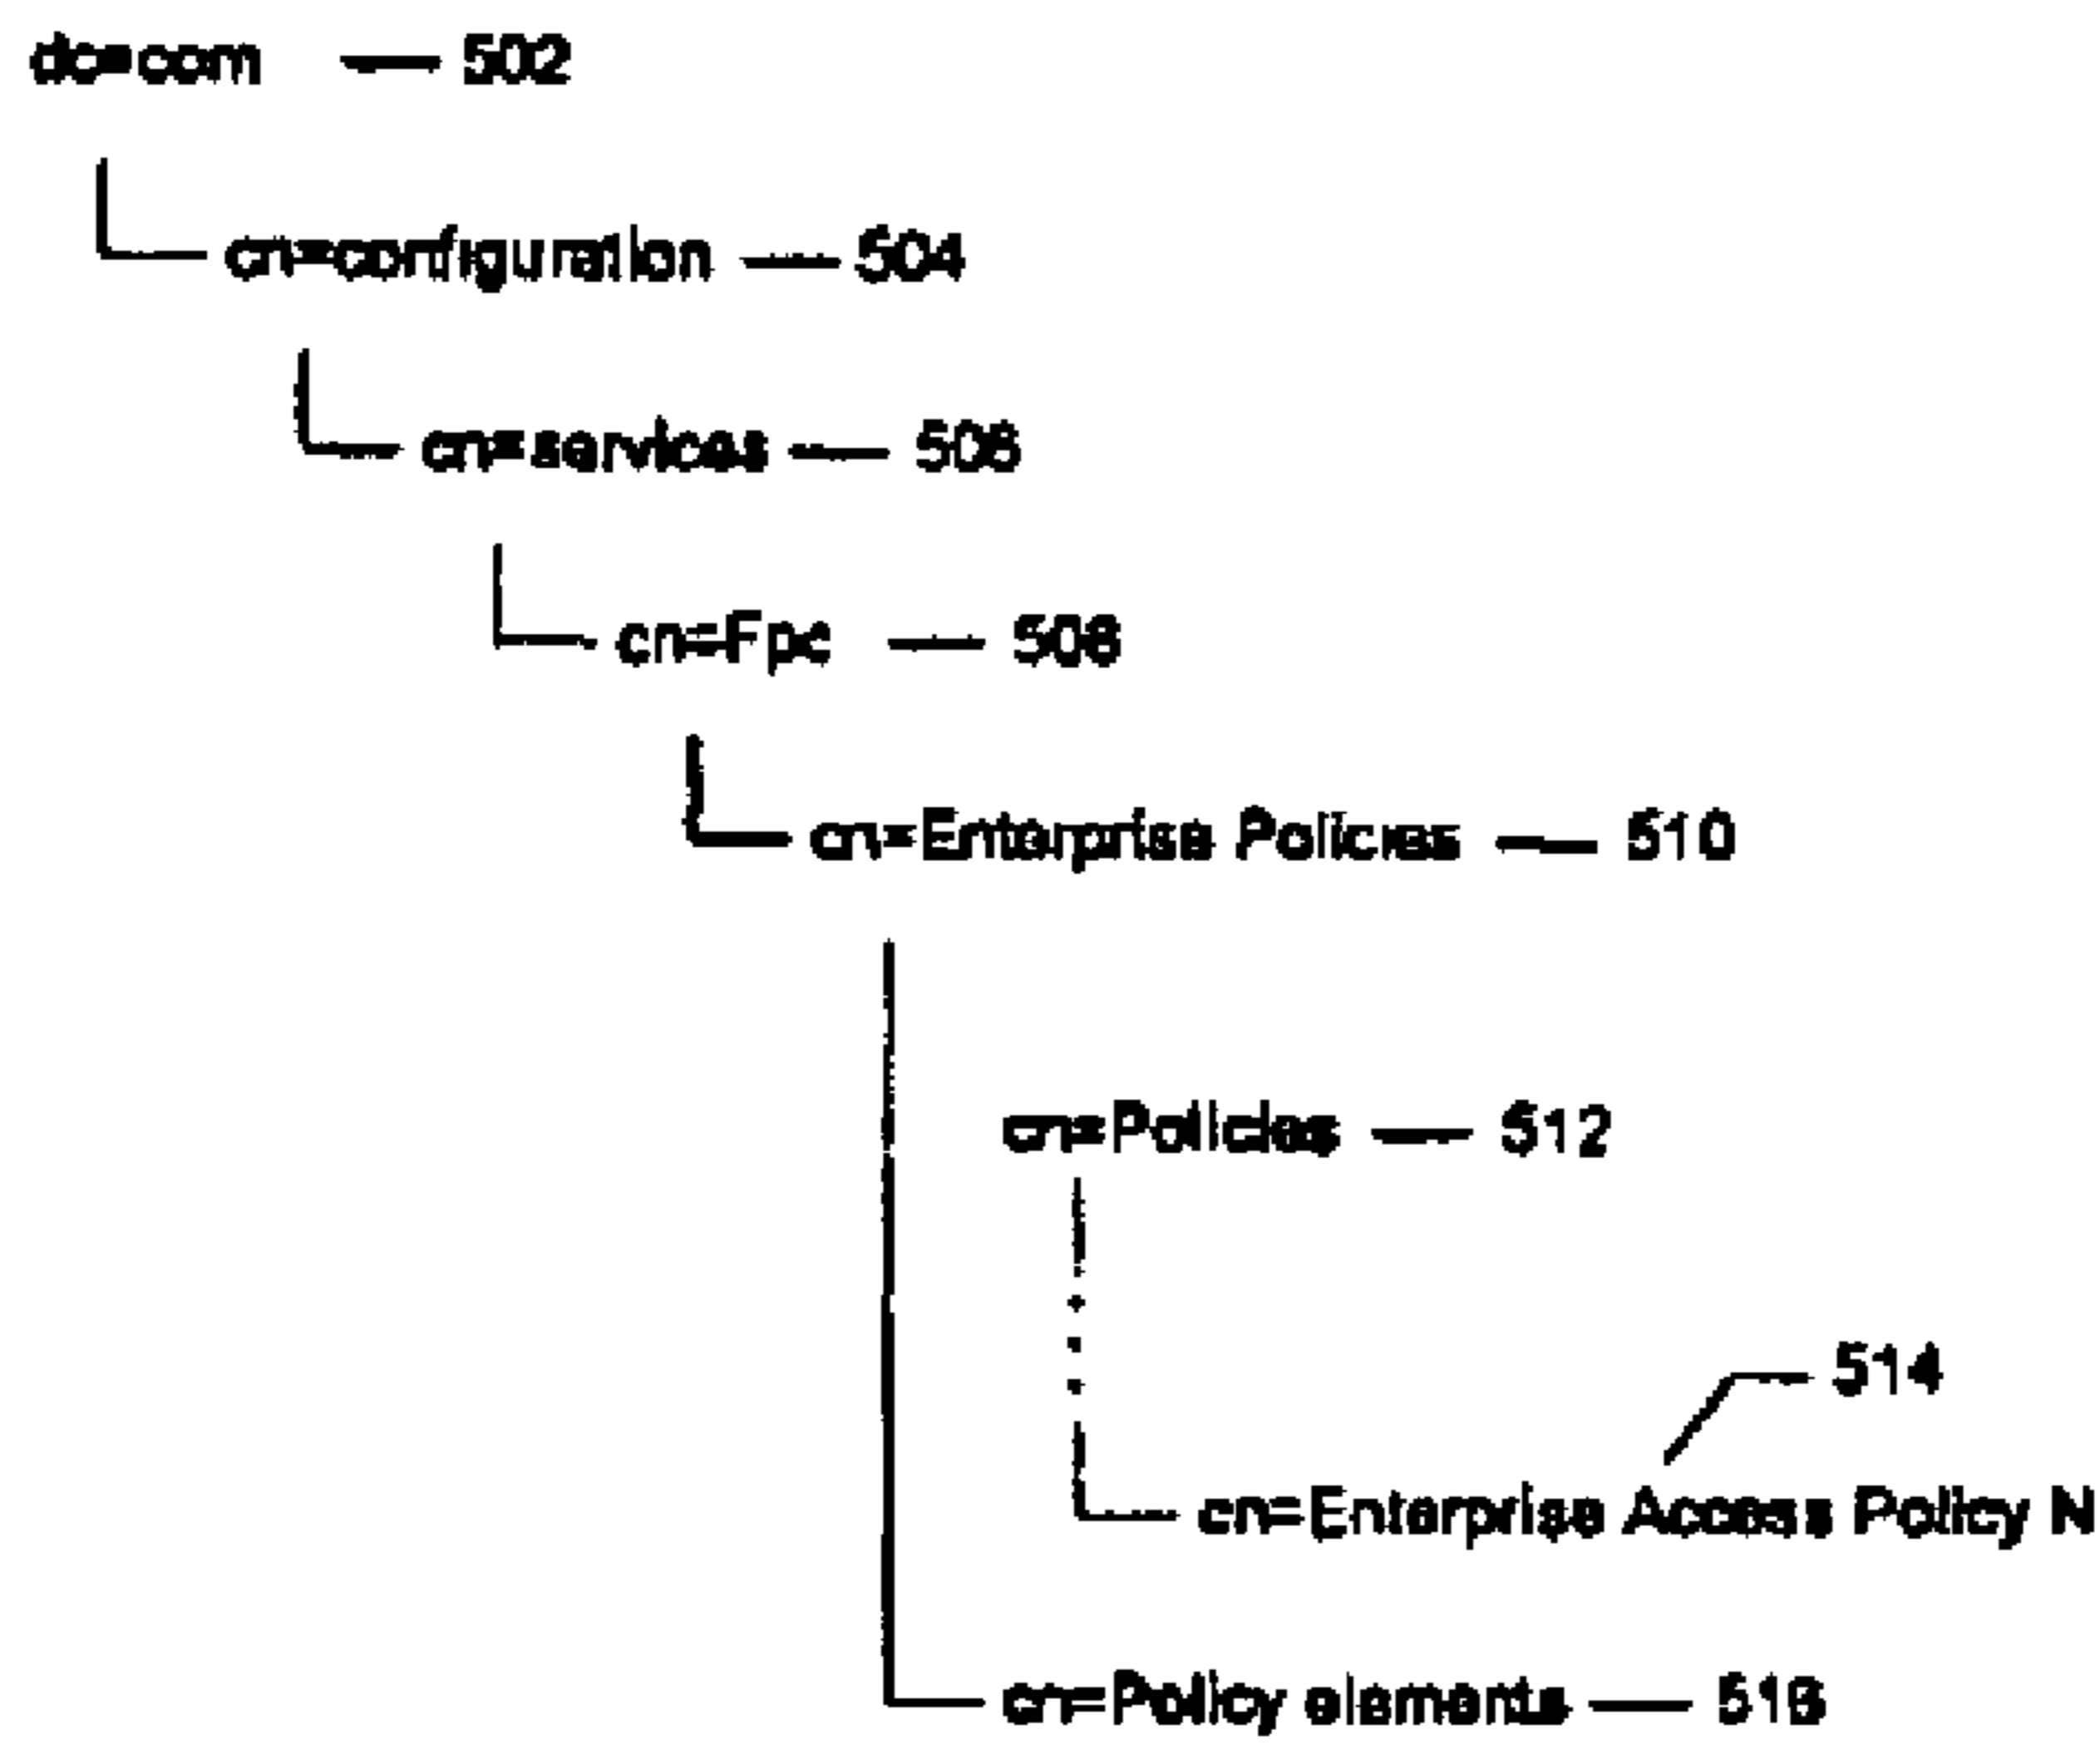 dc=com — 502
cn=configuration — 504
cn=services — 506
cn=Fpc — 508
cn=Enterprise Policies — 510
cn=Policies — 512
514
cn=Enterprise Access Policy N
cn=Policy elements — 516